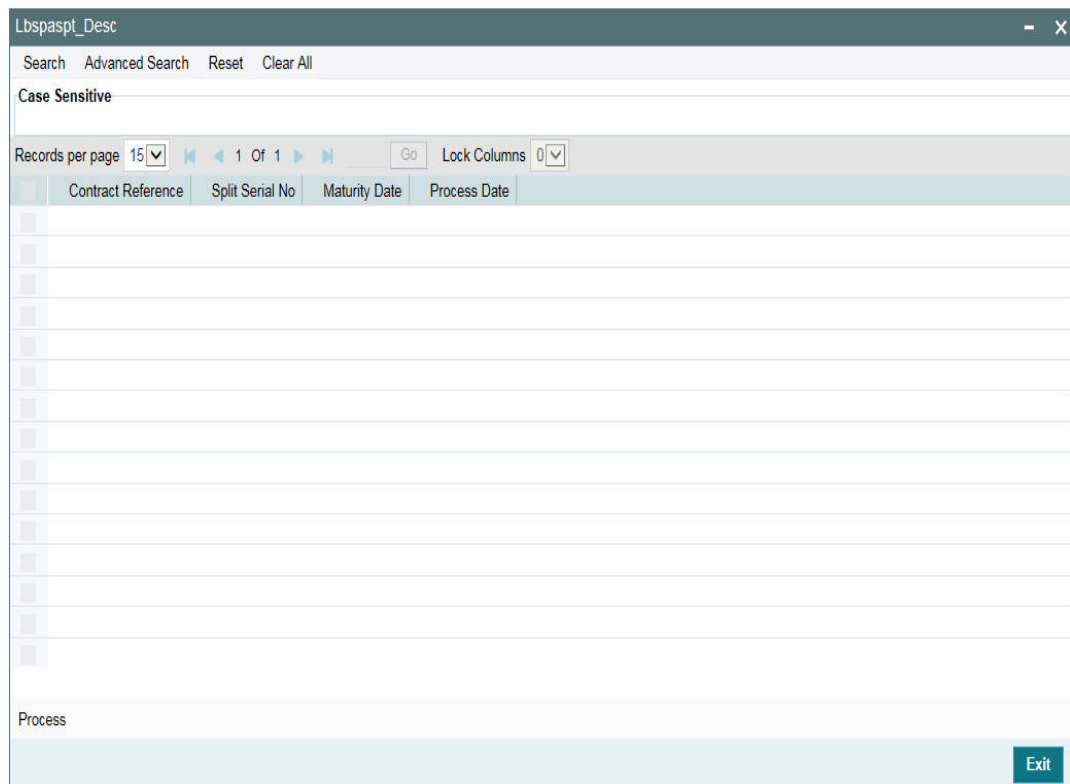 Lbspaspt_Desc
Search Advanced Search Reset Clear All
Case Sensitive
Records per page 15 1 Of 1 Go Lock Columns 0
Contract Reference Split Serial No Maturity Date Process Date
Process
Exit